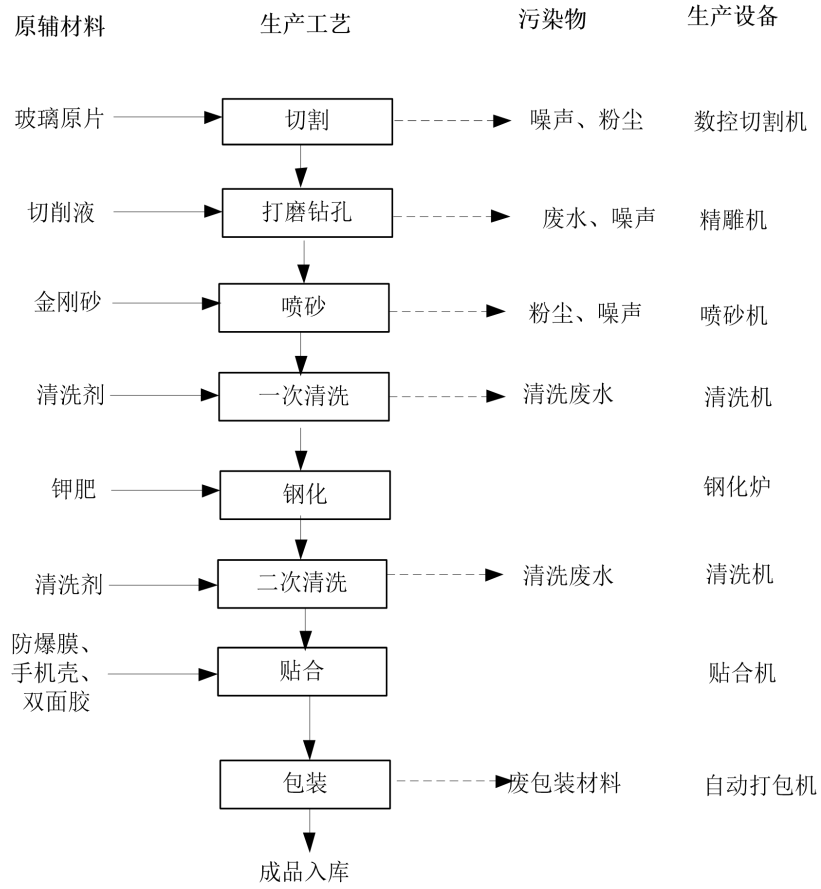 原辅材料 生产工艺 污染物 生产设备
玻璃原片 切割 噪声、粉尘 数控切割机
切削液 打磨钻孔 废水、噪声 精雕机
金刚砂 喷砂 粉尘、噪声 喷砂机
清洗剂 一次清洗 清洗废水 清洗机
钾肥 钢化 钢化炉
清洗剂 二次清洗 清洗废水 清洗机
防爆膜、
手机壳、 贴合 贴合机
双面胶
包装 废包装材料 自动打包机
成品入库